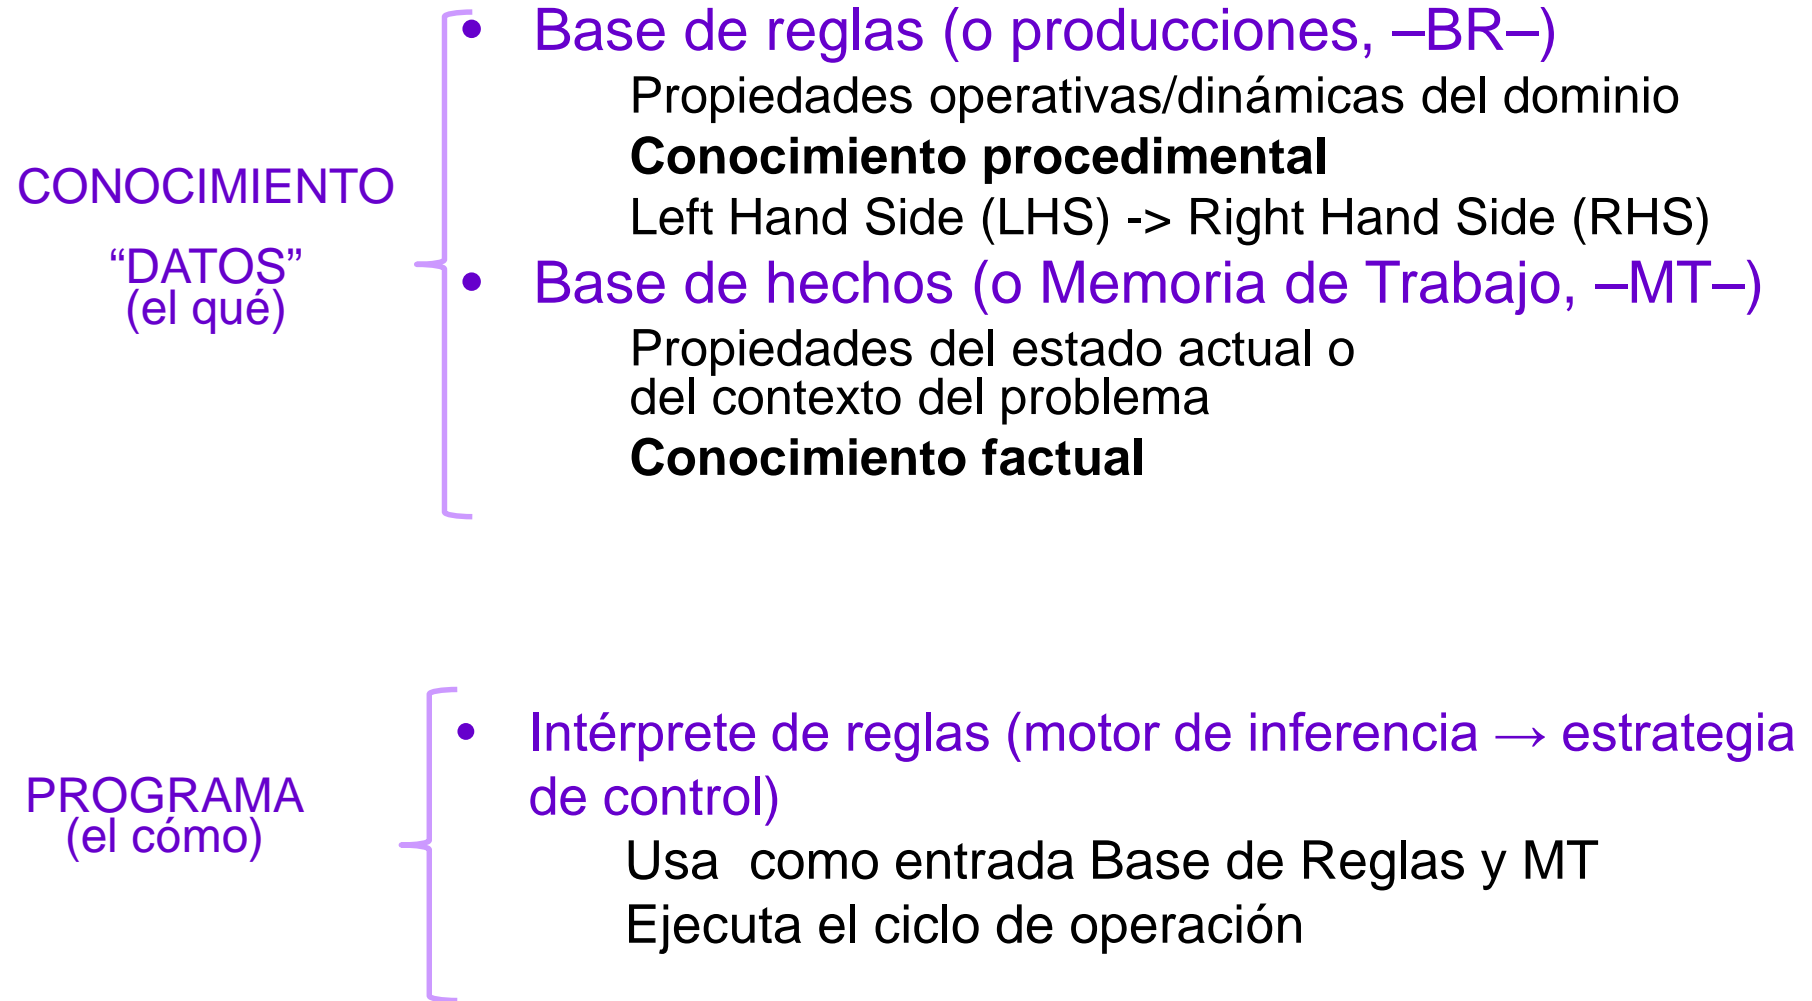 • Base de reglas (o producciones, –BR–)
Propiedades operativas/dinámicas del dominio
Conocimiento procedimental
Left Hand Side (LHS) -> Right Hand Side (RHS)
CONOCIMIENTO
“DATOS”
(el qué)
• Base de hechos (o Memoria de Trabajo, –MT–)
Propiedades del estado actual o
del contexto del problema
Conocimiento factual
PROGRAMA
(el cómo)
• Intérprete de reglas (motor de inferencia → estrategia
de control)
Usa como entrada Base de Reglas y MT
Ejecuta el ciclo de operación